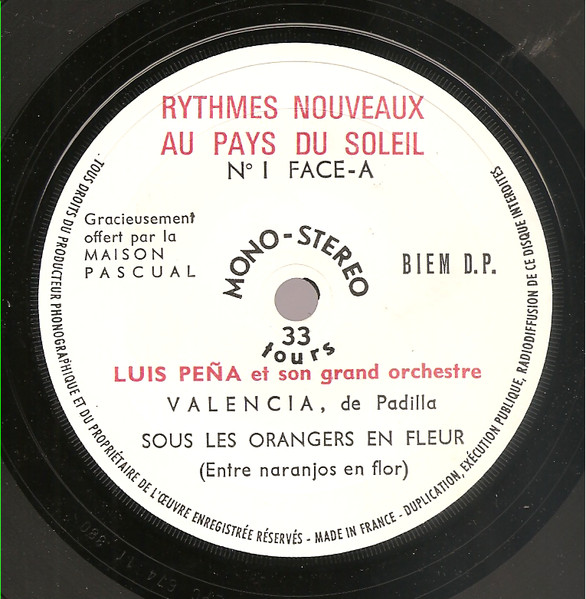 RYTHMES NOUVEAUX
AU PAYS DU SOLEIL
N° 1 FACE-A
Gracieusement
offert par la
MAISON
PASCUAL
MONO-STEREO
BIEM D.P.
33
tours
LUIS PEÑA et son grand orchestre
VALENCIA, de Padilla
SOUS LES ORANGERS EN FLEUR
(Entre naranjos en flor)
TOUS DROITS DU PRODUCTEUR PHONOGRAPHIQUE ET DU PROPRIÉTAIRE DE L'ŒUVRE ENREGISTRÉE RÉSERVÉS - MADE IN FRANCE - DUPLICATION, EXÉCUTION PUBLIQUE, RADIODIFFUSION DE CE DISQUE INTERDITES